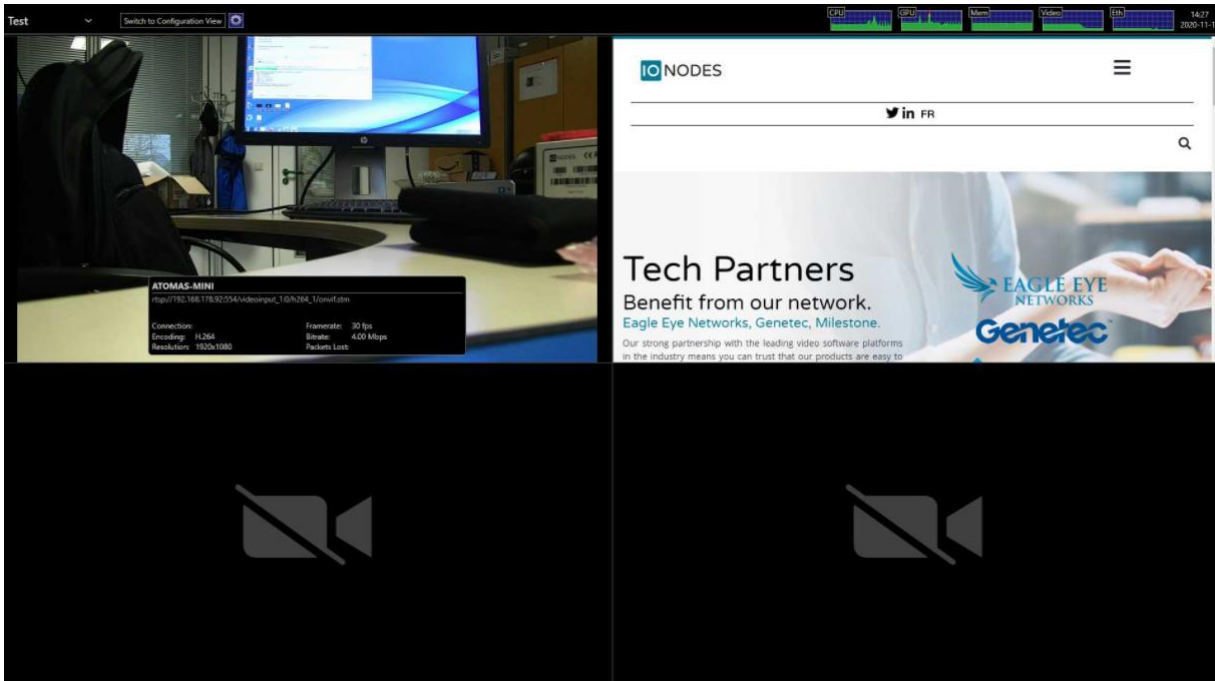 Test
Switch to Configuration View
CPU
GPU
Mem
Video
Eth
14:27
2020-11-1
IONODES
ATOMAS-MINI
rtsp://192.168.178.92:554/videoinput_1:0/h264_1/onvif.stm
Connection:
Framerate: 30 fps
Encoding: H.264
Bitrate: 4.00 Mbps
Resolution: 1920x1080
Packets Lost:
IO NODES
in FR
Tech Partners
Benefit from our network.
Eagle Eye Networks, Genetec, Milestone.
Our strong partnership with the leading video software platforms
in the industry means you can trust that our products are easy to
EAGLE EYE
NETWORKS
Genetec